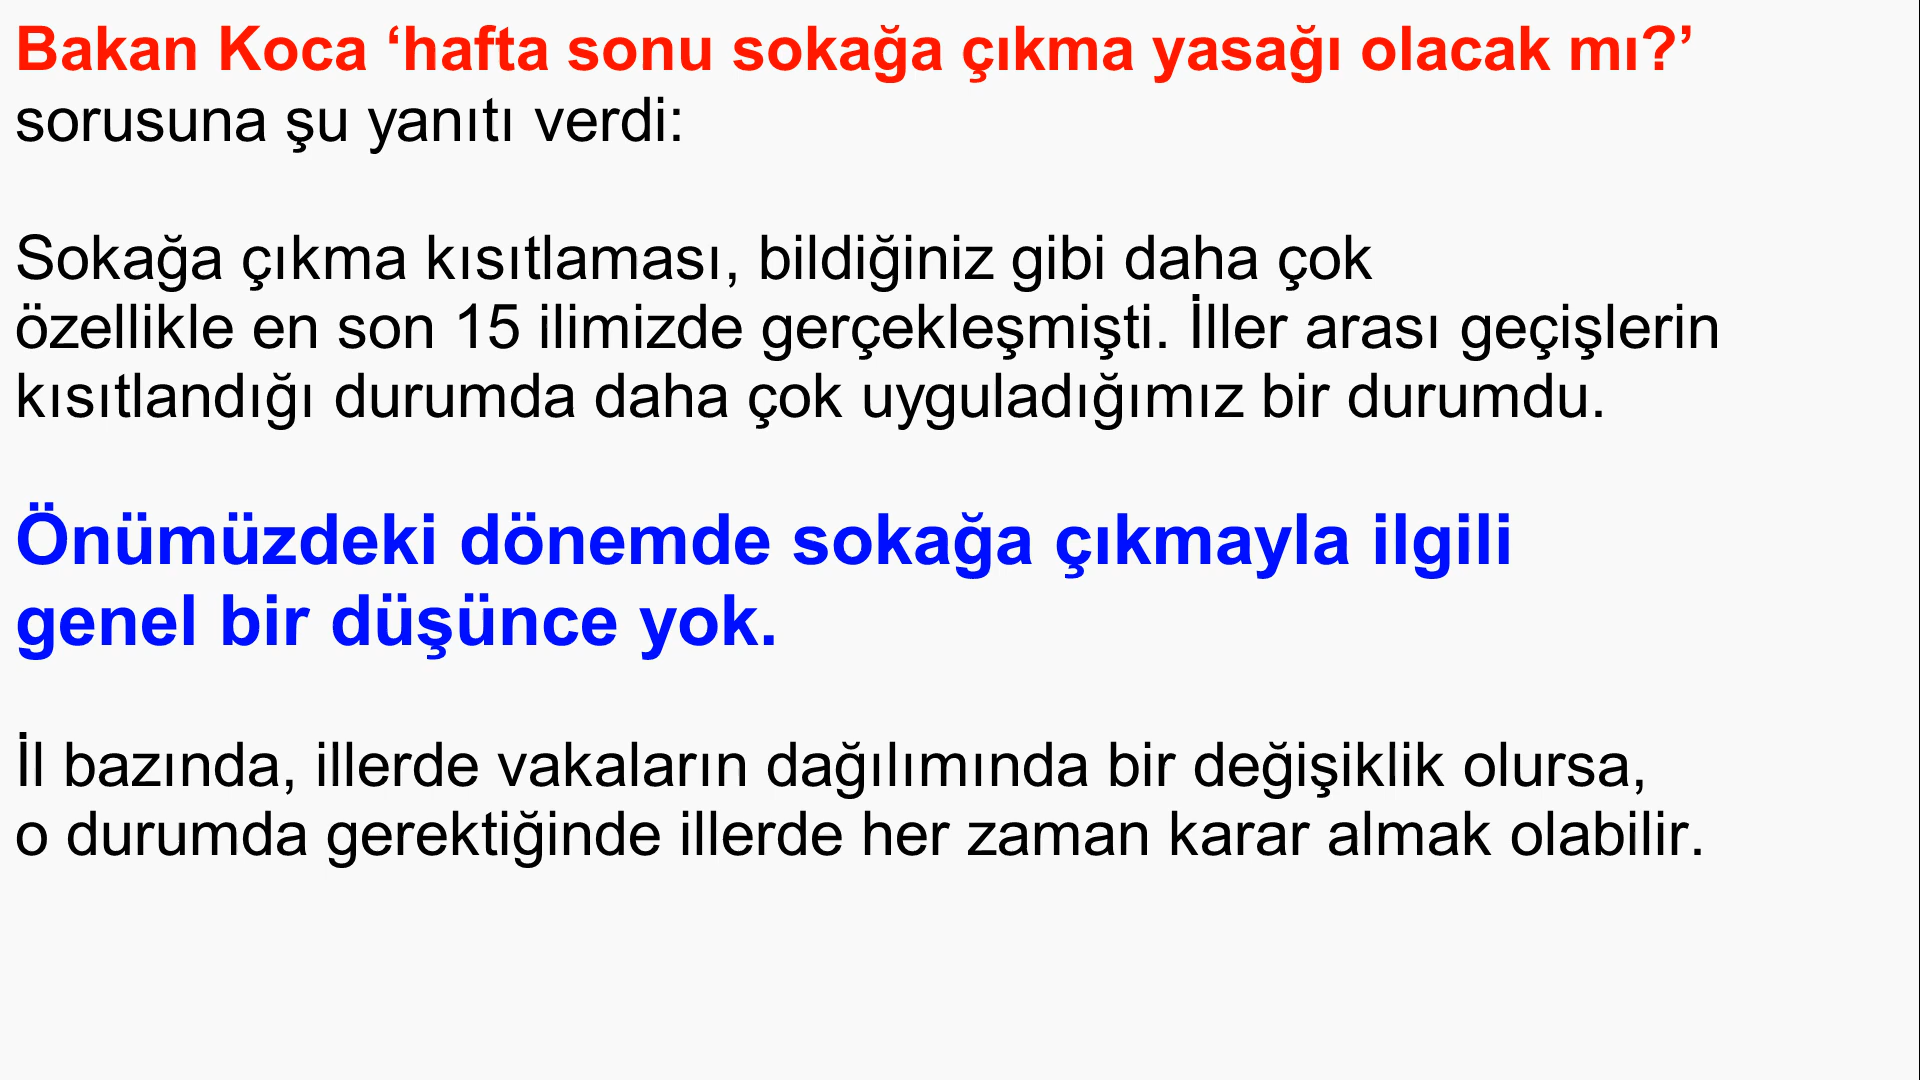 Bakan Koca ‘hafta sonu sokağa çıkma yasağı olacak mı?’
sorusuna şu yanıtı verdi:
Sokağa çıkma kısıtlaması, bildiğiniz gibi daha çok
özellikle en son 15 ilimizde gerçekleşmişti. İller arası geçişlerin
kısıtlandığı durumda daha çok uyguladığımız bir durumdu.
Önümüzdeki dönemde sokağa çıkmayla ilgili
genel bir düşünce yok.
İl bazında, illerde vakaların dağılımında bir değişiklik olursa,
o durumda gerektiğinde illerde her zaman karar almak olabilir.